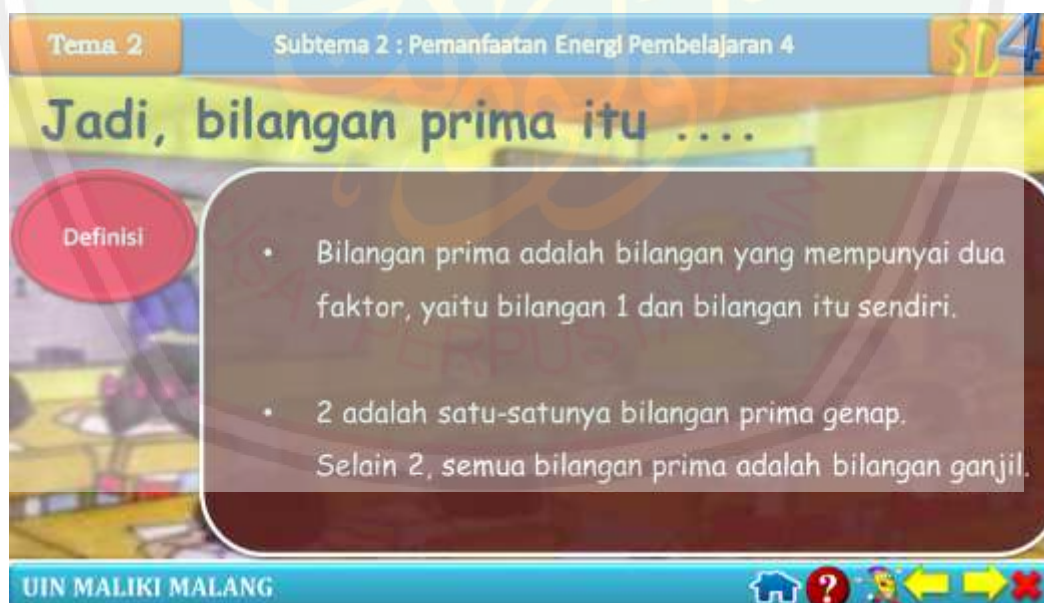 Tema 2
Subtema 2 : Pemanfaatan Energi Pembelajaran 4
SD4
Jadi, bilangan prima itu ....
Definisi
• Bilangan prima adalah bilangan yang mempunyai dua
faktor, yaitu bilangan 1 dan bilangan itu sendiri.
• 2 adalah satu-satunya bilangan prima genap.
Selain 2, semua bilangan prima adalah bilangan ganjil.
UIN MALIKI MALANG
?